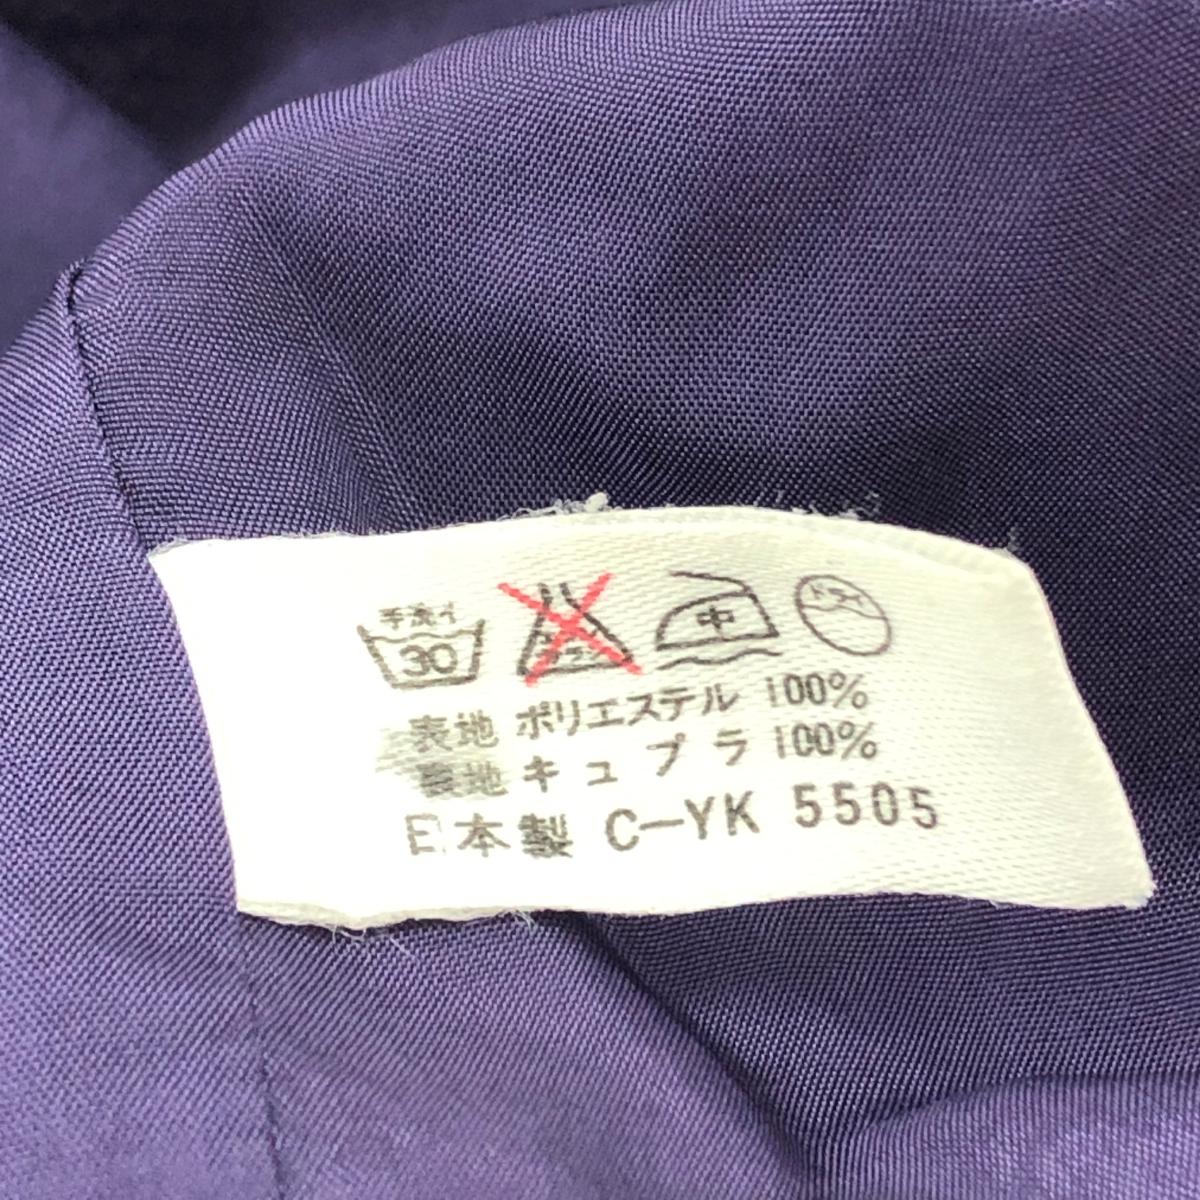 手洗イ 30 中 ドライ
表地 ポリエステル 100%
裏地 キュプラ 100%
日本製 C-YK 5505